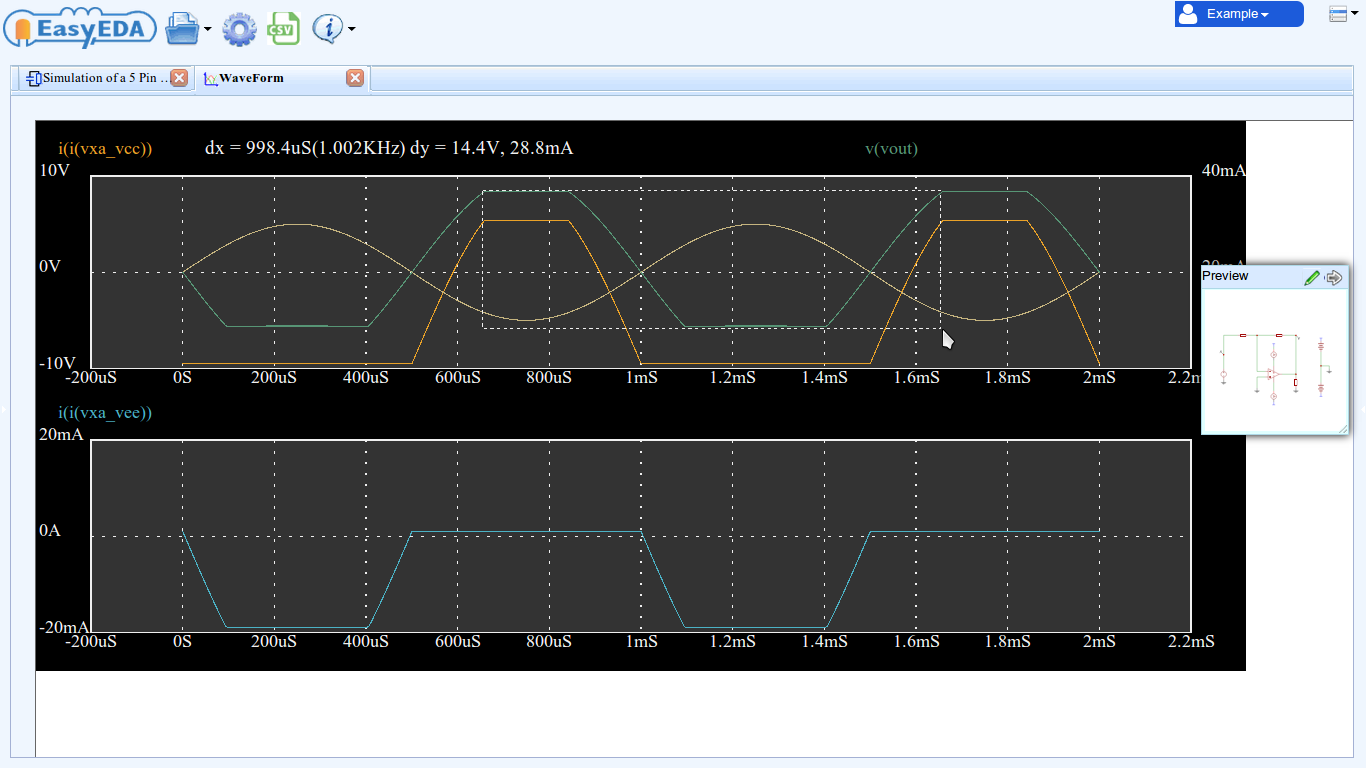 EasyEDA
CSV
Example
Simulation of a 5 Pin ..
WaveForm
i(i(vxa_vcc))
dx = 998.4uS(1.002KHz) dy = 14.4V, 28.8mA
v(vout)
10V
40mA
0V
20mA
Preview
-10V
-200uS 0S 200uS 400uS 600uS 800uS 1mS 1.2mS 1.4mS 1.6mS 1.8mS 2mS 2.2m
i(i(vxa_vee))
20mA
0A
-20mA
-200uS 0S 200uS 400uS 600uS 800uS 1mS 1.2mS 1.4mS 1.6mS 1.8mS 2mS 2.2mS